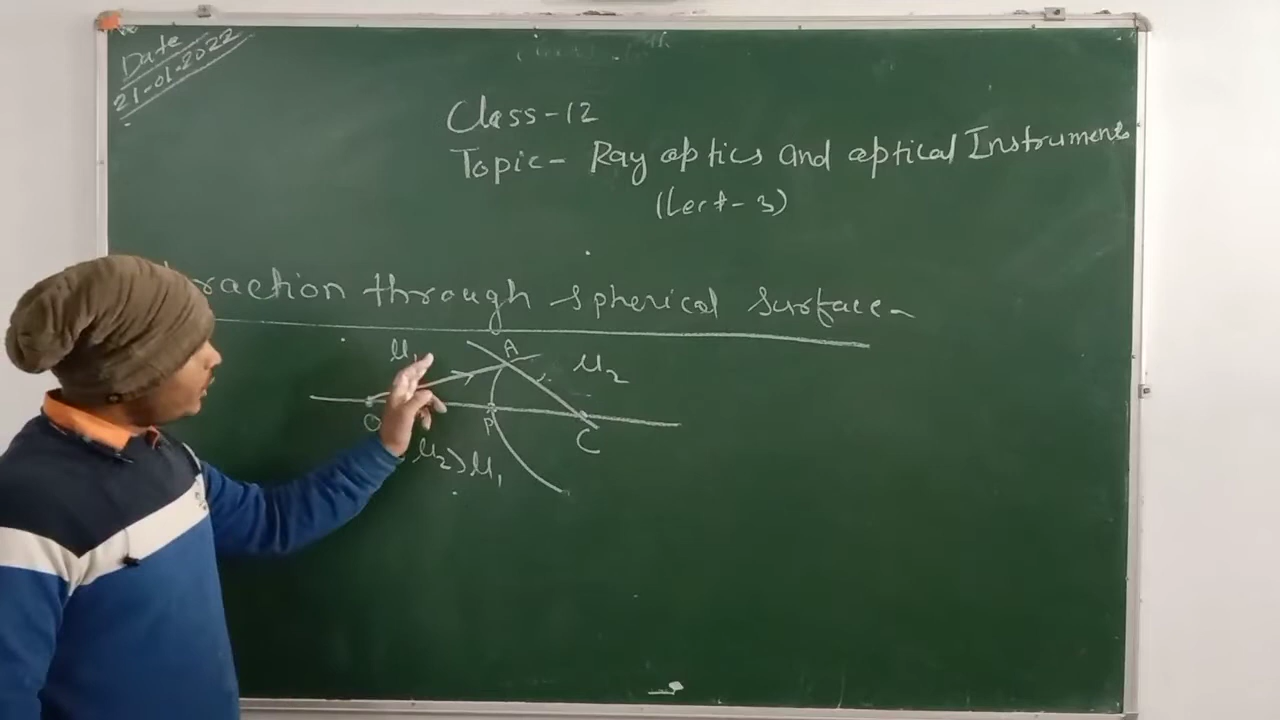 Date
21-01-2022
Class-12
Topic- Ray optics and optical Instruments
(Lect-3)
raction through spherical surface-
μ1 A μ2
O P C
μ2>μ1